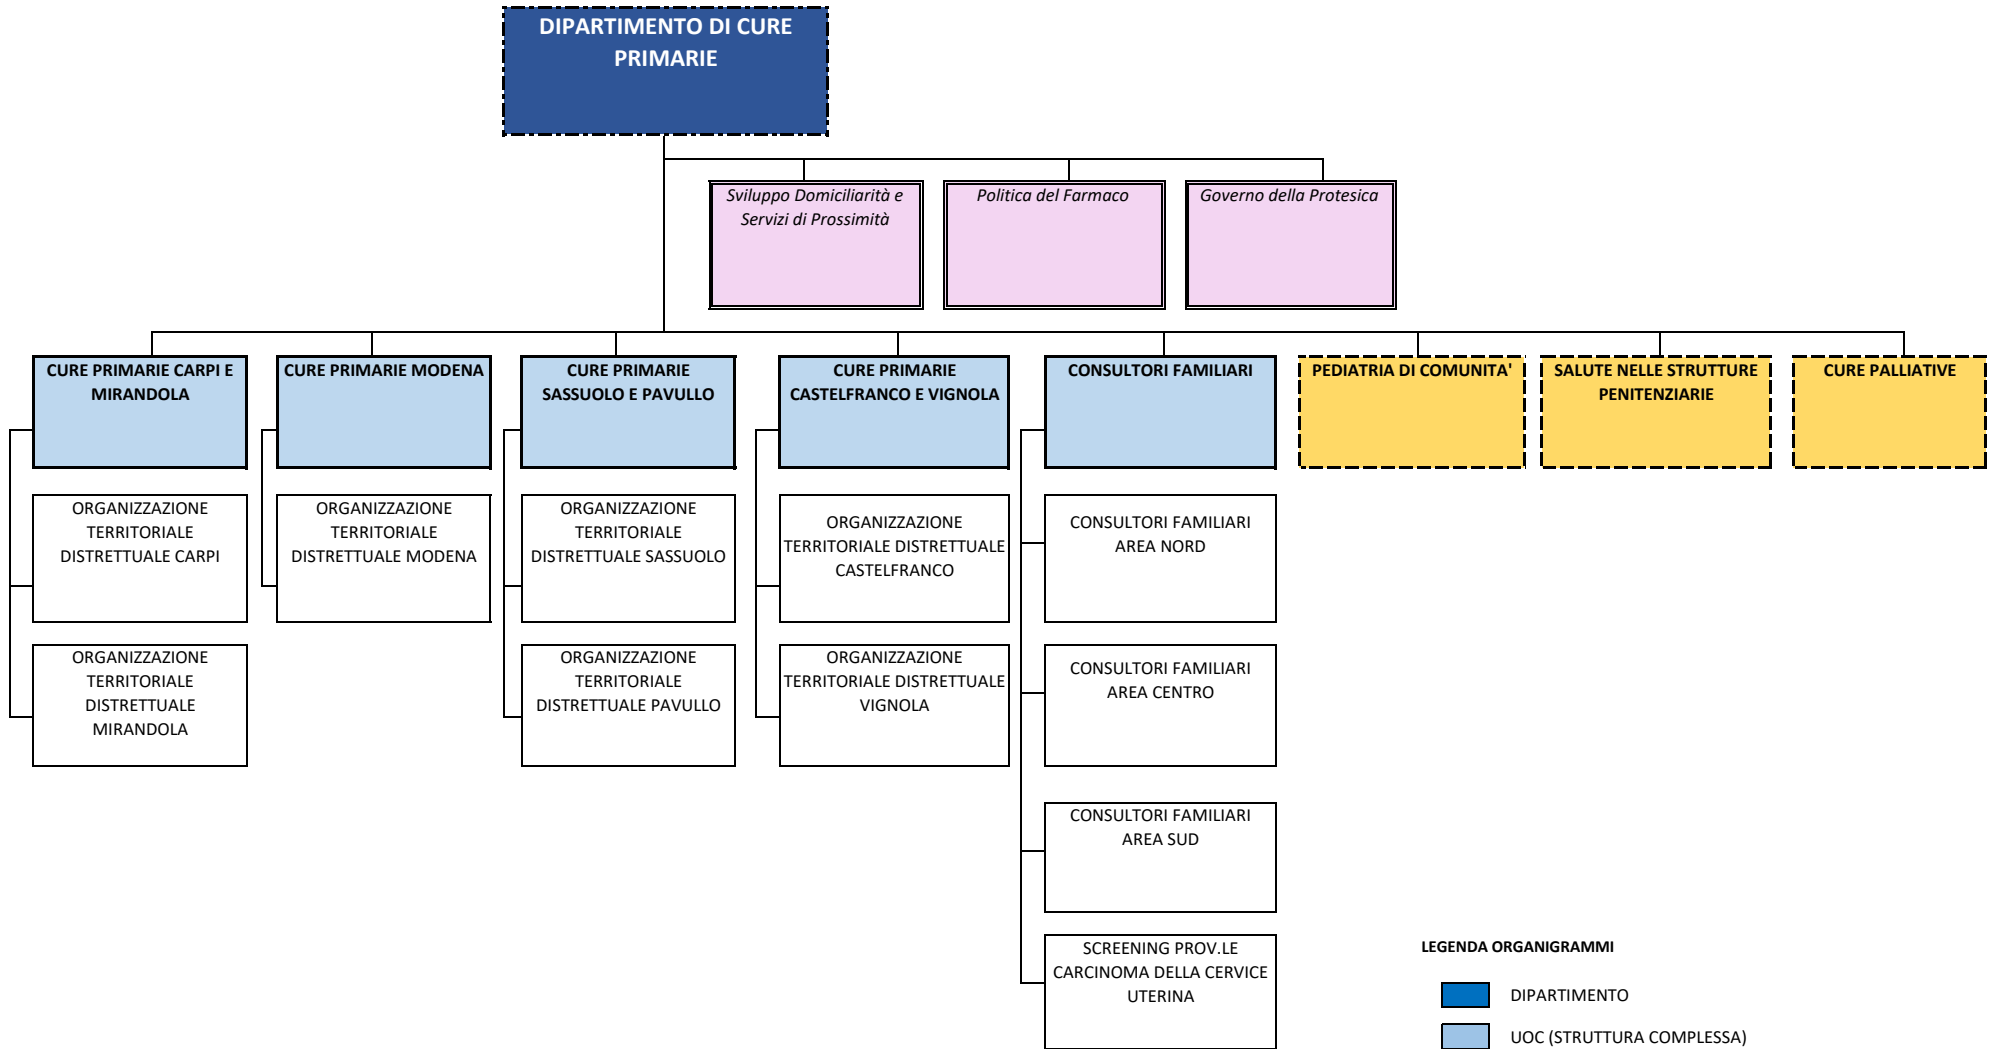 DIPARTIMENTO DI CURE
PRIMARIE
Sviluppo Domiciliarità e
Servizi di Prossimità
Politica del Farmaco
Governo della Protesica
CURE PRIMARIE CARPI E
MIRANDOLA
CURE PRIMARIE MODENA
CURE PRIMARIE
SASSUOLO E PAVULLO
CURE PRIMARIE
CASTELFRANCO E VIGNOLA
CONSULTORI FAMILIARI
PEDIATRIA DI COMUNITA'
SALUTE NELLE STRUTTURE
PENITENZIARIE
CURE PALLIATIVE
ORGANIZZAZIONE
TERRITORIALE
DISTRETTUALE CARPI
ORGANIZZAZIONE
TERRITORIALE
DISTRETTUALE MODENA
ORGANIZZAZIONE
TERRITORIALE
DISTRETTUALE SASSUOLO
ORGANIZZAZIONE
TERRITORIALE DISTRETTUALE
CASTELFRANCO
CONSULTORI FAMILIARI
AREA NORD
ORGANIZZAZIONE
TERRITORIALE
DISTRETTUALE
MIRANDOLA
ORGANIZZAZIONE
TERRITORIALE
DISTRETTUALE PAVULLO
ORGANIZZAZIONE
TERRITORIALE DISTRETTUALE
VIGNOLA
CONSULTORI FAMILIARI
AREA CENTRO
CONSULTORI FAMILIARI
AREA SUD
SCREENING PROV.LE
CARCINOMA DELLA CERVICE
UTERINA
LEGENDA ORGANIGRAMMI
DIPARTIMENTO
UOC (STRUTTURA COMPLESSA)